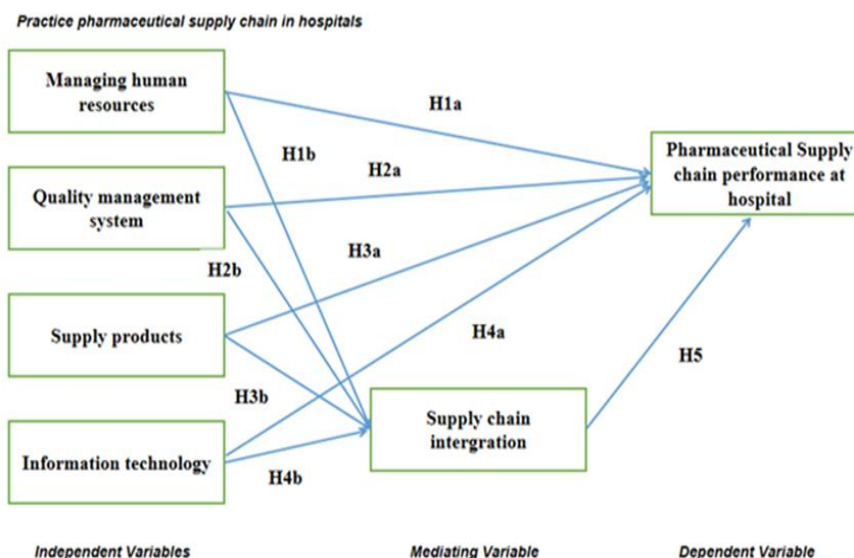 Practice pharmaceutical supply chain in hospitals
Managing human
resources
H1a
H1b
Pharmaceutical Supply
chain performance at
hospital
H2a
Quality management
system
H2b
H3a
Supply products
H4a
H5
H3b
Supply chain
intergration
Information technology
H4b
Independent Variables
Mediating Variable
Dependent Variable